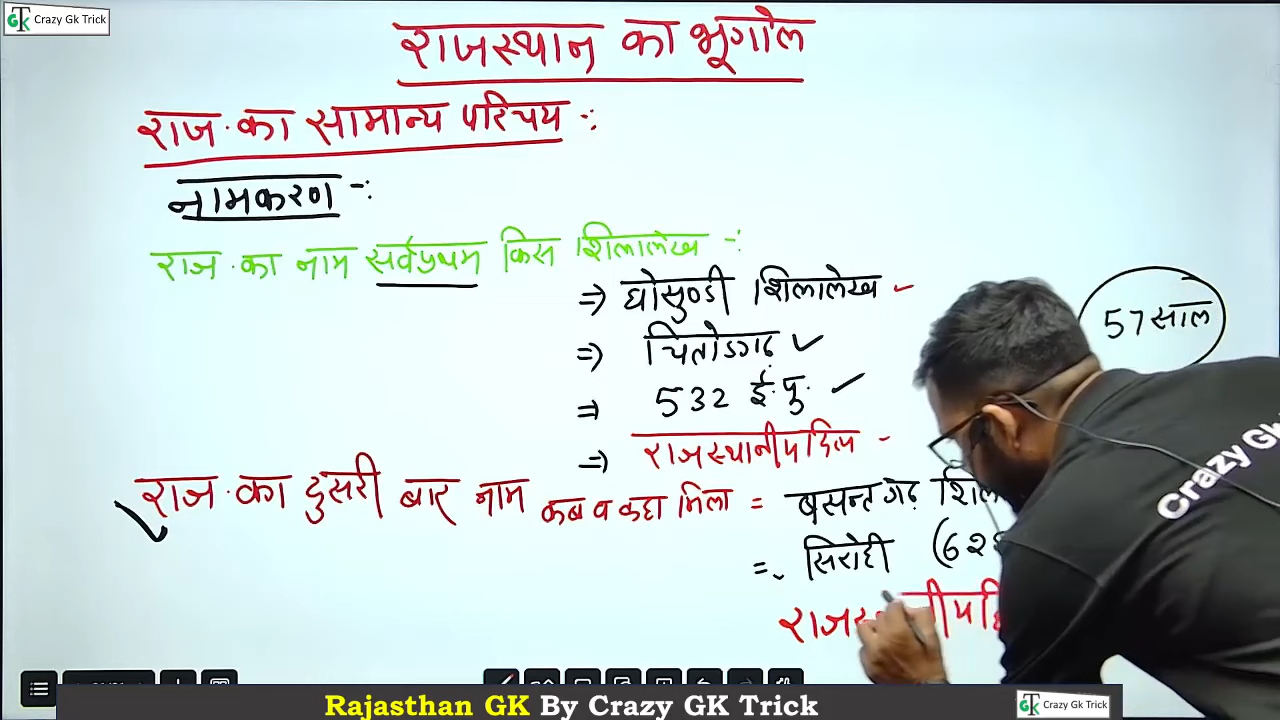 Crazy Gk Trick
राजस्थान का भूगोल
राज. का सामान्य परिचय -:
नामकरण -:
राज. का नाम सर्वप्रथम किस शिलालेख -:
⇒ घोसुण्डी शिलालेख -
57 साल
⇒ चितोडगढ़ ✓
⇒ 532 ई.पु. ✓
⇒ राजस्थानीयादित्य -
राज. का दुसरी बार नाम कब व कहा मिला = बसन्तगढ़
= सिरोही
Crazy GK
Rajasthan GK By Crazy GK Trick
Crazy GK Trick